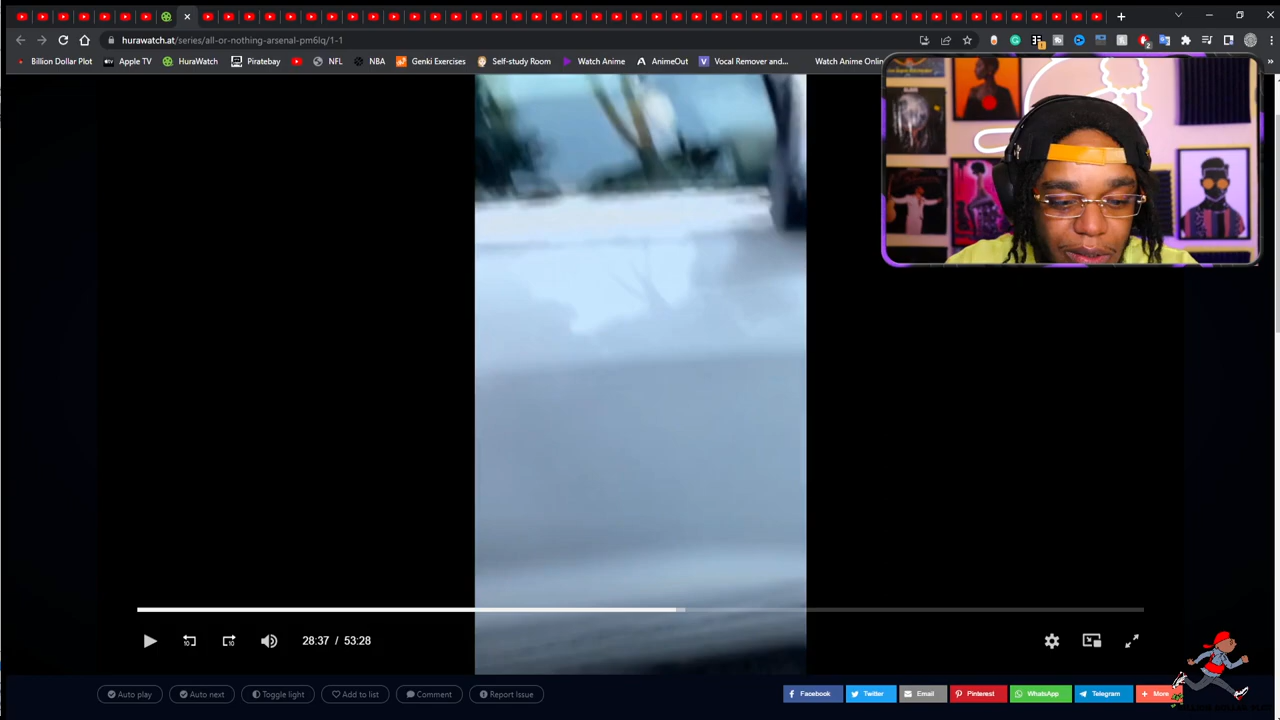 hurawatch.at/series/all-or-nothing-arsenal-pm6lq/1-1
Billion Dollar Plot Apple TV HuraWatch Piratebay NFL NBA Genki Exercises Self-study Room Watch Anime AnimeOut Vocal Remover and... Watch Anime Onlin
28:37 / 53:28
Auto play Auto next Toggle light Add to list Comment Report Issue
Facebook Twitter Email Pinterest WhatsApp Telegram More